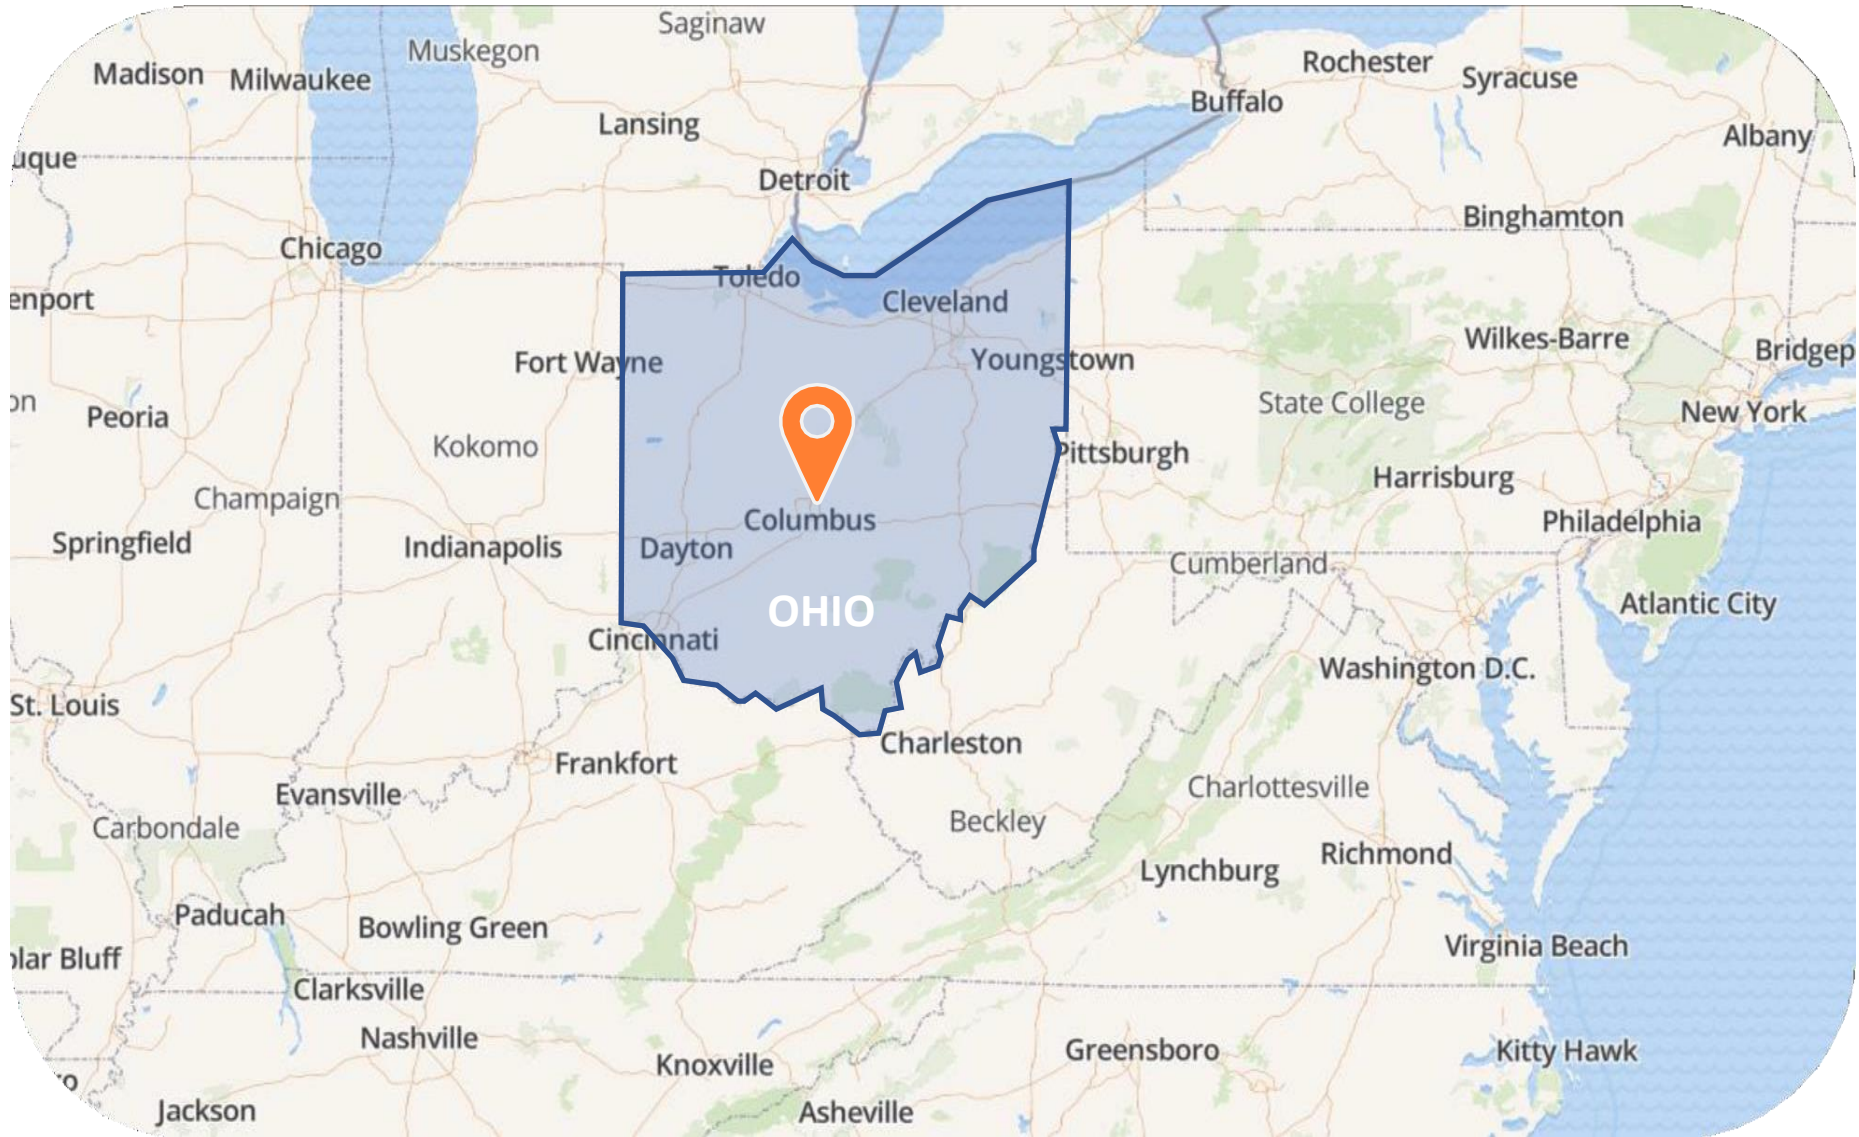 Saginaw
Muskegon
Rochester
Madison
Milwaukee
Syracuse
Buffalo
Lansing
Albany
uque
Detroit
Binghamton
Chicago
Toledo
enport
Cleveland
Wilkes-Barre
Bridgep
Fort Wayne
Youngstown
on
State College
New York
Peoria
Kokomo
Pittsburgh
Harrisburg
Champaign
Columbus
Philadelphia
Springfield
Indianapolis
Dayton
Cumberland
Atlantic City
OHIO
Cincinnati
Washington D.C.
St. Louis
Charleston
Frankfort
Charlottesville
Evansville
Beckley
Carbondale
Richmond
Lynchburg
Paducah
Bowling Green
Virginia Beach
lar Bluff
Clarksville
Nashville
Greensboro
Kitty Hawk
Knoxville
Jackson
Asheville